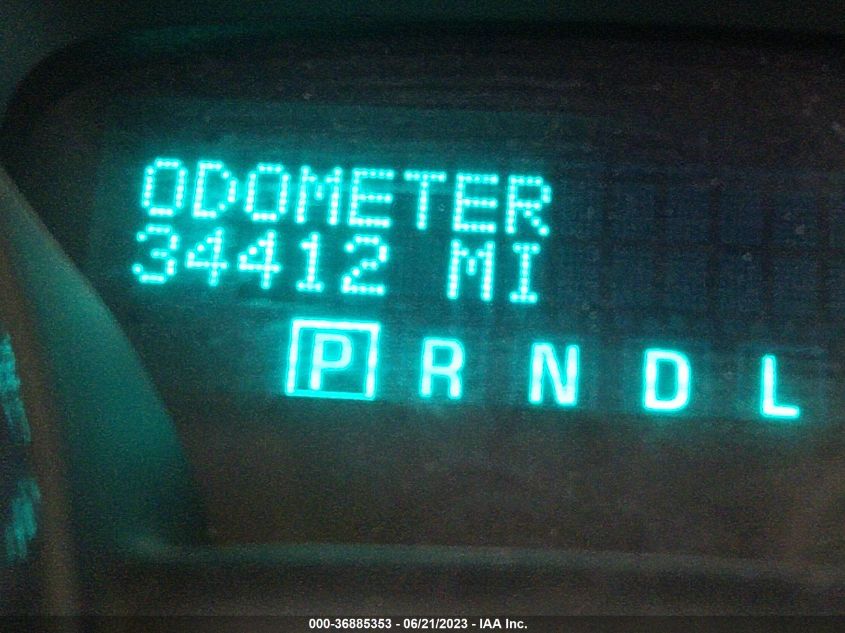 ODOMETER
34412 MI
P R N D L
000-36885353 - 06/21/2023 - IAA Inc.